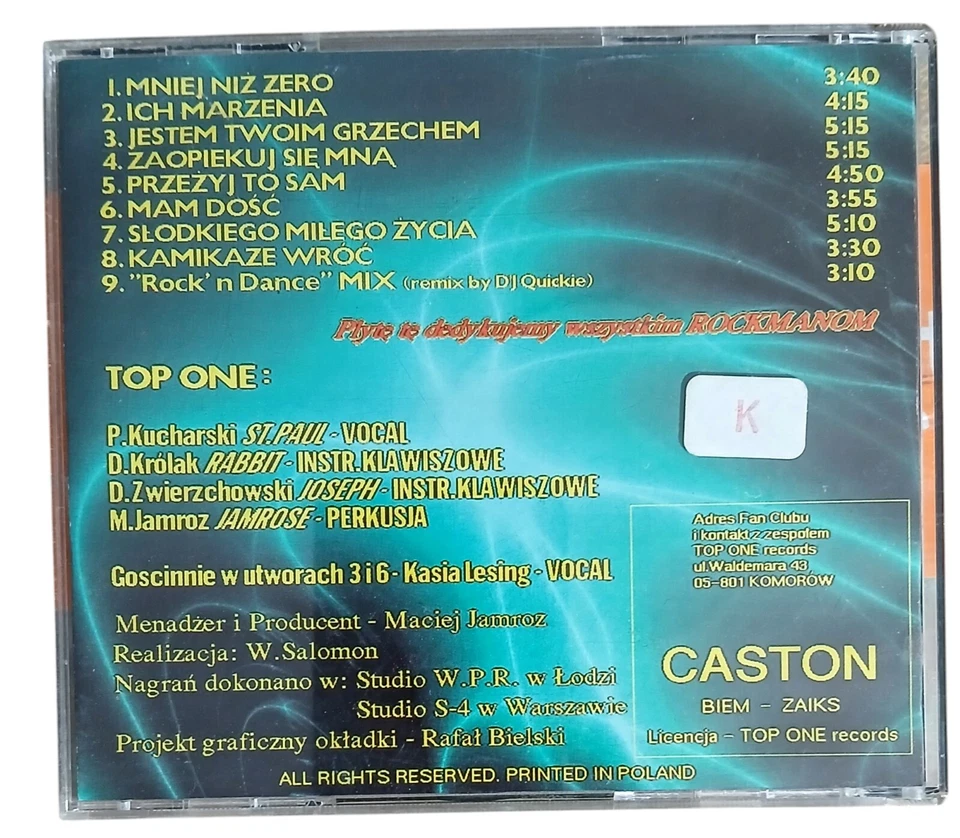 1. MNIEJ NIŻ ZERO 3:40
2. ICH MARZENIA 4:15
3. JESTEM TWOIM GRZECHEM 5:15
4. ZAOPIEKUJ SIĘ MNĄ 5:15
5. PRZEŻYJ TO SAM 4:50
6. MAM DOŚĆ 3:55
7. SŁODKIEGO MIŁEGO ŻYCIA 5:10
8. KAMIKAZE WRÓĆ 3:30
9. "Rock'n Dance" MIX (remix by DJ Quickie) 3:10
Płytę tę dedykujemy wszystkim ROCKMANOM
TOP ONE:
K
P.Kucharski ST.PAUL - VOCAL
D.Królak RABBIT - INSTR.KLAWISZOWE
D.Zwierzchowski JOSEPH - INSTR.KLAWISZOWE
M.Jamroz JAMROSE - PERKUSJA
Goscinnie w utworach 3 i 6 - Kasia Lesing - VOCAL
Menadżer i Producent - Maciej Jamroz
Realizacja: W.Salomon
Nagrań dokonano w: Studio W.P.R. w Łodzi
Studio S-4 w Warszawie
Projekt graficzny okładki - Rafał Bielski
Adres Fan Clubu
i kontakt z zespolem
TOP ONE records
ul.Waldemara 43
05-801 KOMORÓW
CASTON
BIEM - ZAIKS
Licencja - TOP ONE records
ALL RIGHTS RESERVED. PRINTED IN POLAND